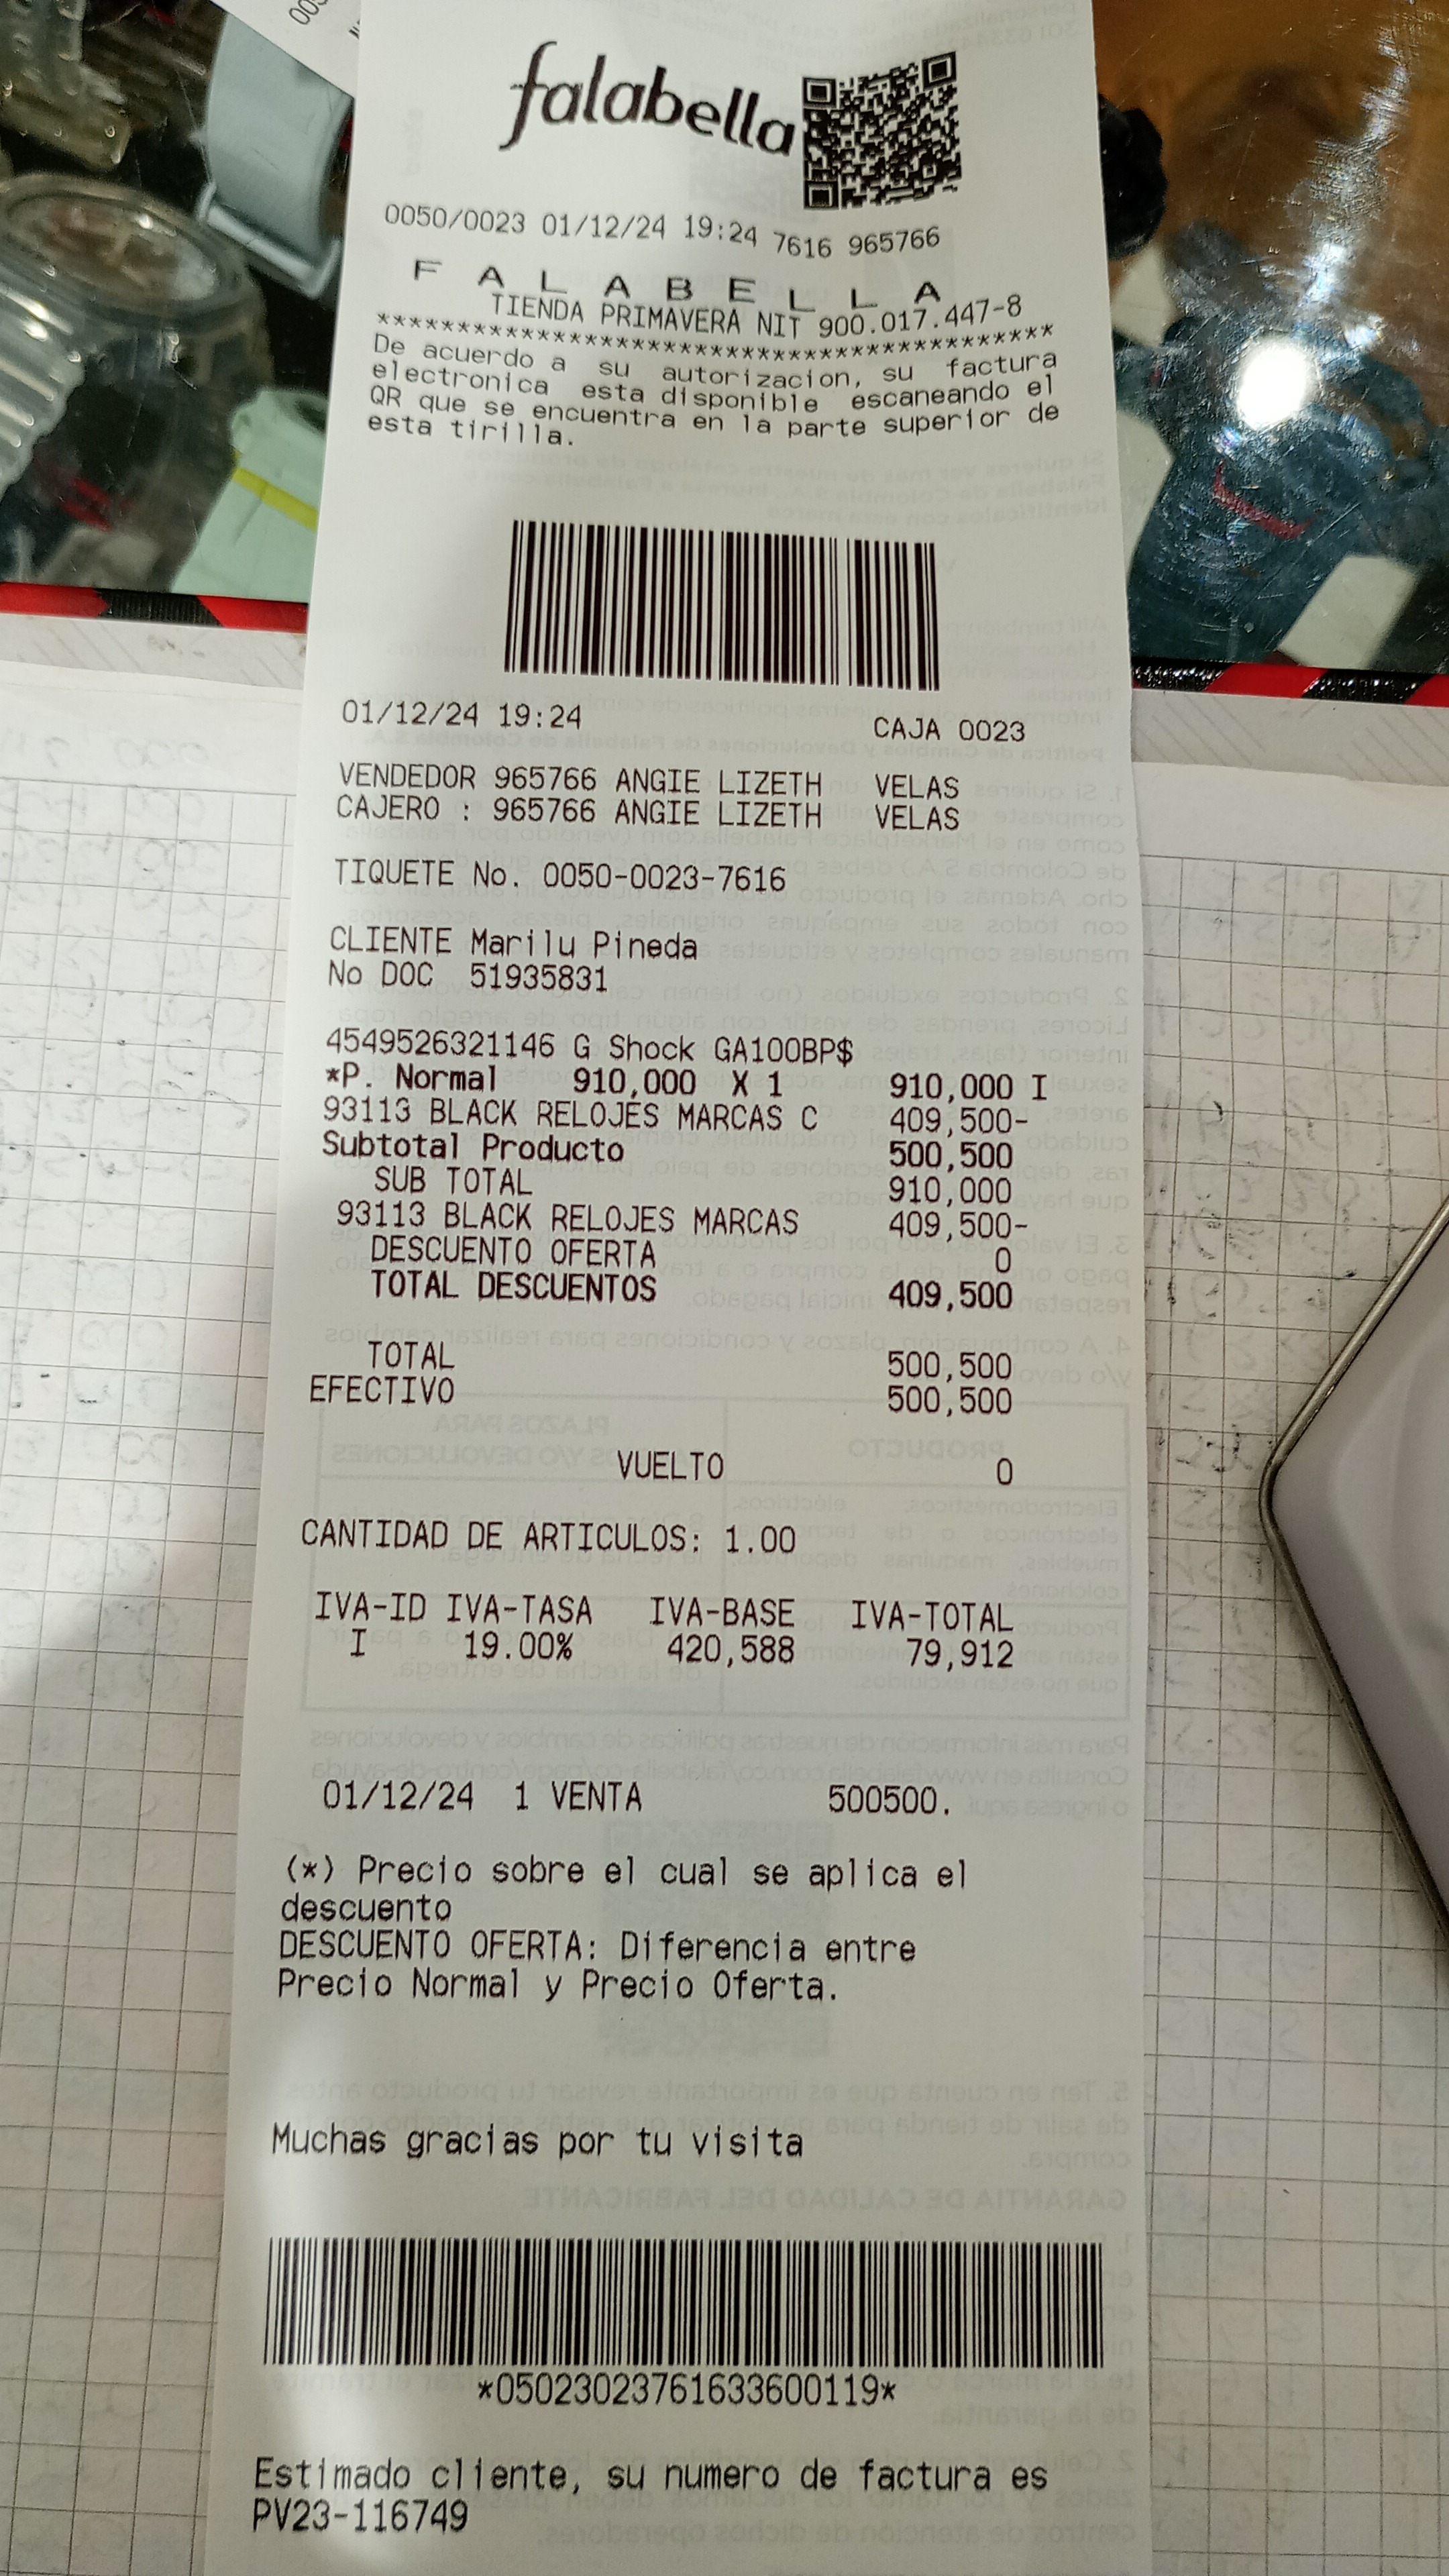 falabella
0050/0023 01/12/24 19:24 7616 965766
F A L A B E L L A
TIENDA PRIMAVERA NIT 900.017.447-8
***************************************************
De acuerdo a su autorizacion, su factura
electronica esta disponible escaneando el
QR que se encuentra en la parte superior de
esta tirilla.
01/12/24 19:24 CAJA 0023
VENDEDOR 965766 ANGIE LIZETH VELAS
CAJERO : 965766 ANGIE LIZETH VELAS
TIQUETE No. 0050-0023-7616
CLIENTE Marilu Pineda
No DOC 51935831
4549526321146 G Shock GA100BP$
*P. Normal 910,000 X 1 910,000 I
93113 BLACK RELOJES MARCAS C 409,500-
Subtotal Producto 500,500
SUB TOTAL 910,000
93113 BLACK RELOJES MARCAS 409,500-
DESCUENTO OFERTA 0
TOTAL DESCUENTOS 409,500
TOTAL 500,500
EFECTIVO 500,500
VUELTO 0
CANTIDAD DE ARTICULOS: 1.00
IVA-ID IVA-TASA IVA-BASE IVA-TOTAL
I 19.00% 420,588 79,912
01/12/24 1 VENTA 500500.
(*) Precio sobre el cual se aplica el
descuento
DESCUENTO OFERTA: Diferencia entre
Precio Normal y Precio Oferta.
Muchas gracias por tu visita
*05023023761633600119*
Estimado cliente, su numero de factura es
PV23-116749